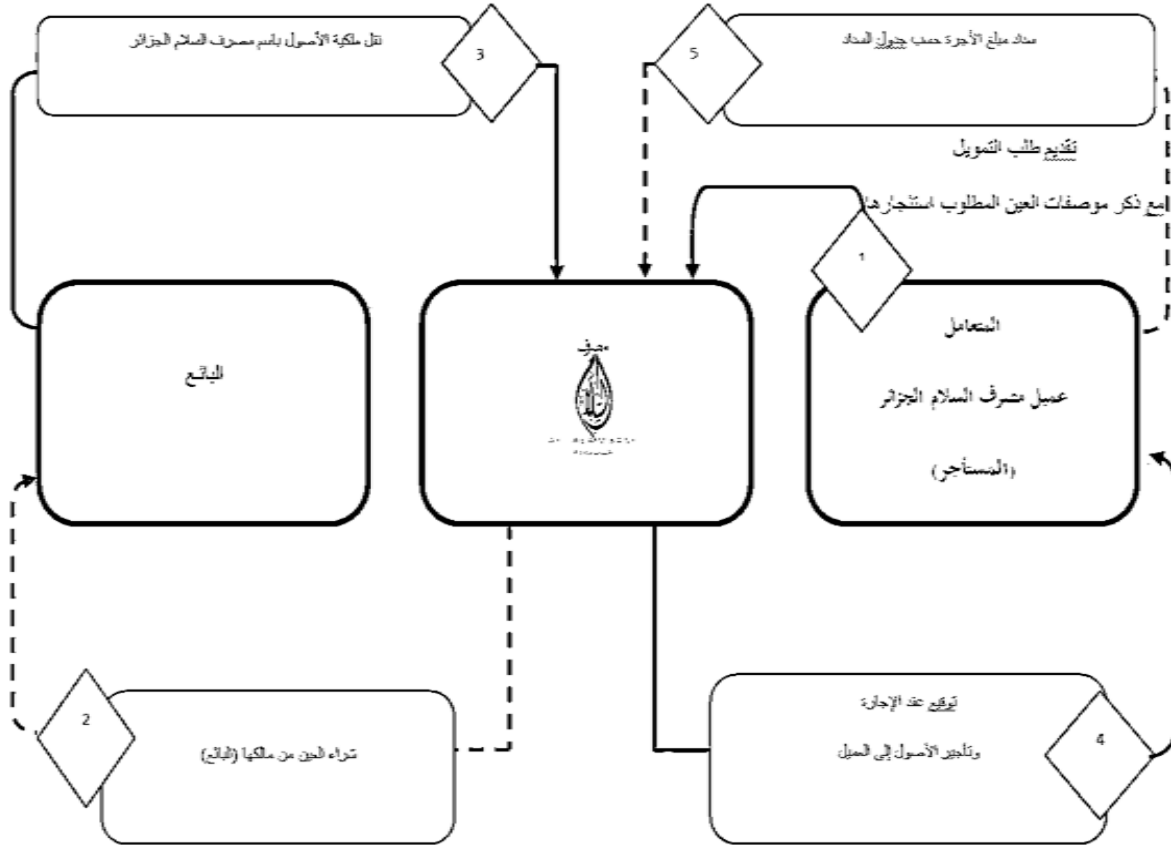 سداد مبلغ الأجرة حسب جدول السداد
5
نقل ملكية الأصول باسم مصرف السلام الجزائر
3
تقديم طلب التمويل
مع ذكر موصفات العين المطلوب استئجارها
1
المتعامل
عميل مصرف السلام الجزائر
(المستأجر)
مصرف
البائع
توقيع عقد الإجارة
وتأجير الأصول إلى العميل
4
شراء العين من مالكها (البائع)
2